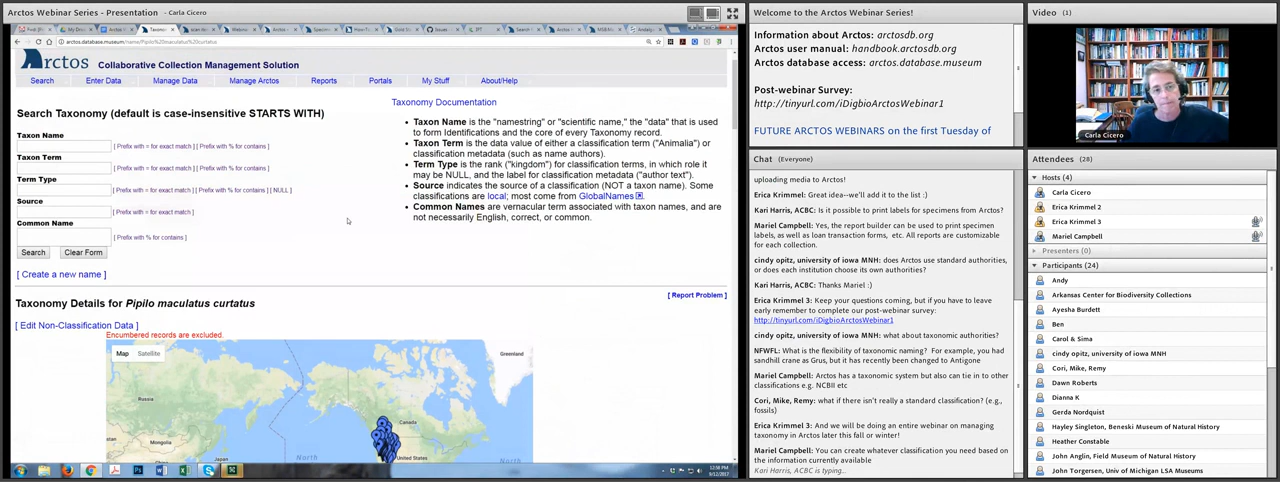 Arctos Webinar Series - Presentation - Carla Cicero
arctos.database.museum/name/Pipilo%20maculatus%20curtatus
Arctos Collaborative Collection Management Solution
Search Enter Data Manage Data Manage Arctos Reports Portals My Stuff About/Help
Search Taxonomy (default is case-insensitive STARTS WITH)
Taxon Name
[ Prefix with = for exact match ] [ Prefix with % for contains ]
Taxon Term
[ Prefix with = for exact match ] [ Prefix with % for contains ]
Term Type
[ Prefix with = for exact match ] [ Prefix with % for contains ] [ NULL ]
Source
[ Prefix with = for exact match ]
Common Name
[ Prefix with % for contains ]
Search Clear Form
[ Create a new name ]
Taxonomy Documentation
• Taxon Name is the "namestring" or "scientific name," the "data" that is used
to form Identifications and the core of every Taxonomy record.
• Taxon Term is the data value of either a classification term ("Animalia") or
classification metadata (such as name authors).
• Term Type is the rank ("kingdom") for classification terms, in which role it
may be NULL, and the label for classification metadata ("author text").
• Source indicates the source of a classification (NOT a taxon name). Some
classifications are local; most come from GlobalNames
• Common Names are vernacular term associated with taxon names, and are
not necessarily English, correct, or common.
[ Report Problem ]
Taxonomy Details for Pipilo maculatus curtatus
[ Edit Non-Classification Data ]
Encumbered records are excluded.
Map Satellite
Greenland
Russia
Canada
Mongolia
United States
China
Japan
North
North
12:58 PM
9/12/2017
Welcome to the Arctos Webinar Series!
Information about Arctos: arctosdb.org
Arctos user manual: handbook.arctosdb.org
Arctos database access: arctos.database.museum
Post-webinar Survey:
http://tinyurl.com/iDigbioArctosWebinar1
FUTURE ARCTOS WEBINARS on the first Tuesday of
Chat (Everyone)
uploading media to Arctos!
Erica Krimmel: Great idea--we'll add it to the list :)
Kari Harris, ACBC: Is it possible to print labels for specimens from Arctos?
Mariel Campbell: Yes, the report builder can be used to print specimen
labels, as well as loan transaction forms, etc. All reports are customizable
for each collection.
cindy opitz, university of iowa MNH: does Arctos use standard authorities,
or does each institution choose its own authorities?
Kari Harris, ACBC: Thanks Mariel :)
Erica Krimmel 3: Keep your questions coming, but if you have to leave
early remember to complete our post-webinar survey:
http://tinyurl.com/iDigbioArctosWebinar1
cindy opitz, university of iowa MNH: what about taxonomic authorities?
NFWFL: What is the flexibility of taxonomic naming? For example, you had
sandhill crane as Grus, but it has recently been changed to Antigone
Mariel Campbell: Arctos has a taxonomic system but also can tie in to other
classifications e.g. NCBII etc
Cori, Mike, Remy: what if there isn't really a standard classification? (e.g.,
fossils)
Erica Krimmel 3: And we will be doing an entire webinar on managing
taxonomy in Arctos later this fall or winter!
Mariel Campbell: You can create whatever classification you need based on
the information currently available
Kari Harris, ACBC is typing...
Video (1)
Carla Cicero
Attendees (28)
Hosts (4)
Carla Cicero
Erica Krimmel 2
Erica Krimmel 3
Mariel Campbell
Presenters (0)
Participants (24)
Andy
Arkansas Center for Biodiversity Collections
Ayesha Burdett
Ben
Carol & Sima
cindy opitz, university of iowa MNH
Cori, Mike, Remy
Dawn Roberts
Dianna K
Gerda Nordquist
Hayley Singleton, Beneski Museum of Natural History
Heather Constable
John Anglin, Field Museum of Natural History
John Torgersen, Univ of Michigan LSA Museums